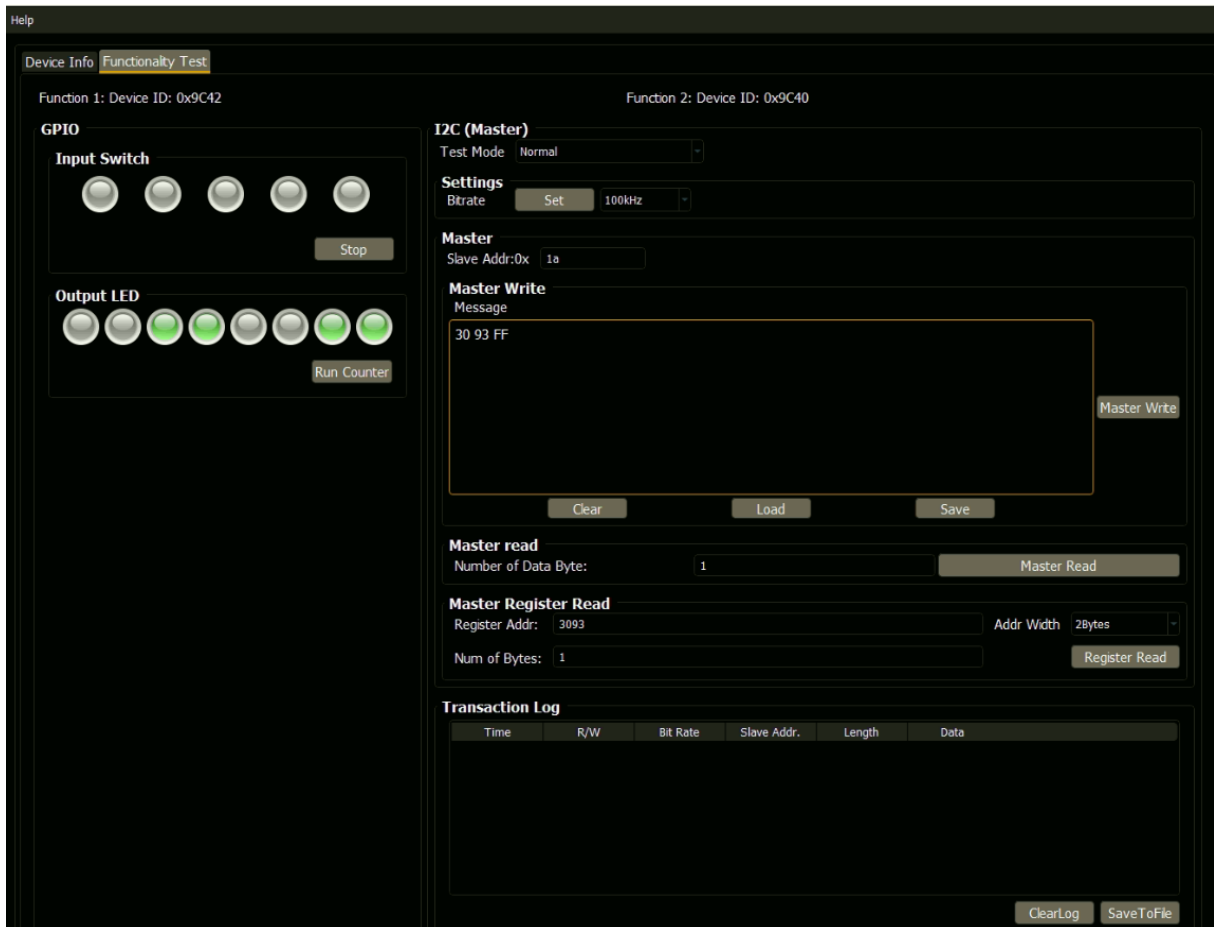 Help
Device Info Functionality Test
Function 1: Device ID: 0x9C42
Function 2: Device ID: 0x9C40
GPIO
Input Switch
Stop
Output LED
Run Counter
I2C (Master)
Test Mode Normal
Settings
Bitrate Set 100kHz
Master
Slave Addr:0x 1a
Master Write
Message
30 93 FF
Master Write
Clear Load Save
Master read
Number of Data Byte: 1 Master Read
Master Register Read
Register Addr: 3093 Addr Width 2Bytes
Num of Bytes: 1 Register Read
Transaction Log
Time R/W Bit Rate Slave Addr. Length Data
ClearLog SaveToFile